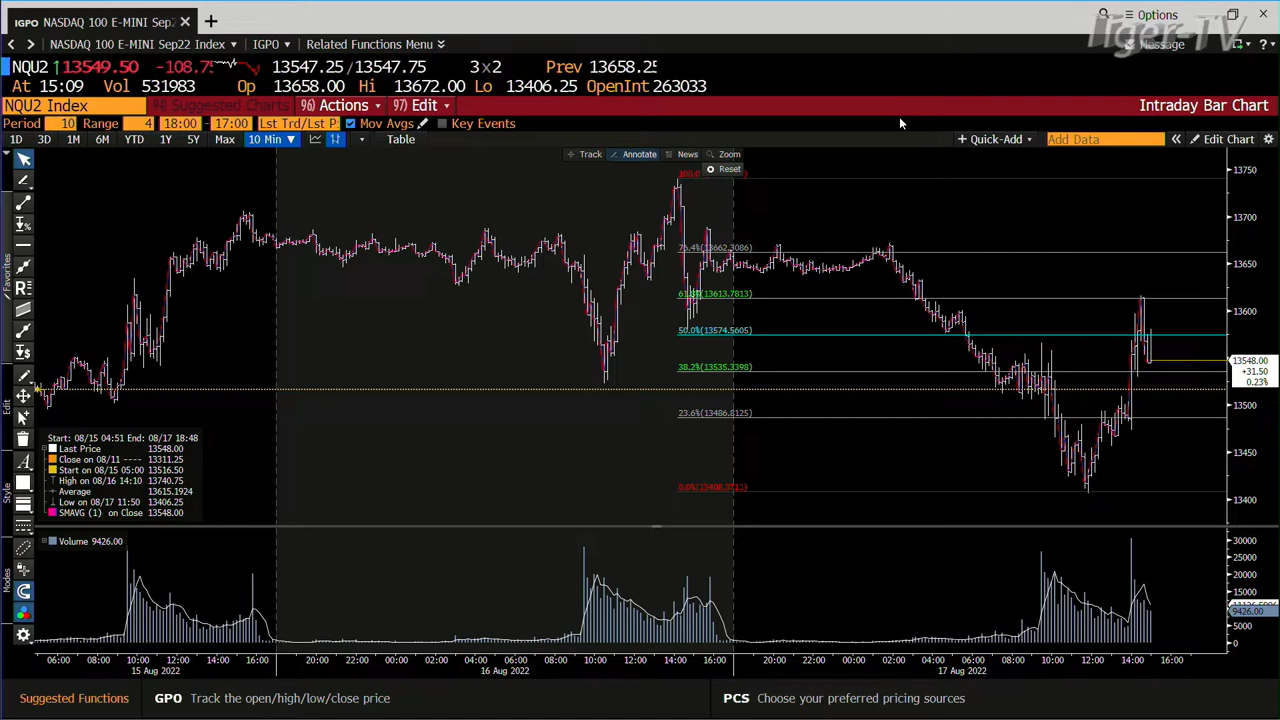 IGPO NASDAQ 100 E-MINI Sep2
Options
Tiger-TV
NASDAQ 100 E-MINI Sep22 Index IGPO Related Functions Menu Message ?
NQU2 13549.50 -108.75 13547.25/13547.75 3x2 Prev 13658.25
At 15:09 Vol 531983 Op 13658.00 Hi 13672.00 Lo 13406.25 OpenInt 263033
NQU2 Index 94) Suggested Charts 96) Actions 97) Edit Intraday Bar Chart
Period 10 Range 4 18:00 - 17:00 Lst Trd/Lst P Mov Avgs Key Events
1D 3D 1M 6M YTD 1Y 5Y Max 10 Min Table + Quick-Add Add Data Edit Chart
Track Annotate News Zoom
Reset
13750
13700
13650
13600
13548.00
+31.50
0.23%
13500
13450
13400
75.4%(13662.3086)
61.8%(13613.7813)
50.0%(13574.5605)
38.2%(13535.3398)
23.6%(13486.8125)
Favorites
Edit
Style
Modes
Start: 08/15 04:51 End: 08/17 18:48
Last Price 13548.00
Close on 08/11 ---- 13311.25
Start on 08/15 05:00 13516.50
High on 08/16 14:10 13740.75
Average 13615.1924
Low on 08/17 11:50 13406.25
SMAVG (1) on Close 13548.00
Volume 9426.00
30000
25000
20000
15000
9426.00
5000
0
06:00 08:00 10:00 12:00 14:00 16:00 20:00 22:00 00:00 02:00 04:00 06:00 08:00 10:00 12:00 14:00 16:00 20:00 22:00 00:00 02:00 04:00 06:00 08:00 10:00 12:00 14:00 16:00
15 Aug 2022 16 Aug 2022 17 Aug 2022
Suggested Functions GPO Track the open/high/low/close price PCS Choose your preferred pricing sources